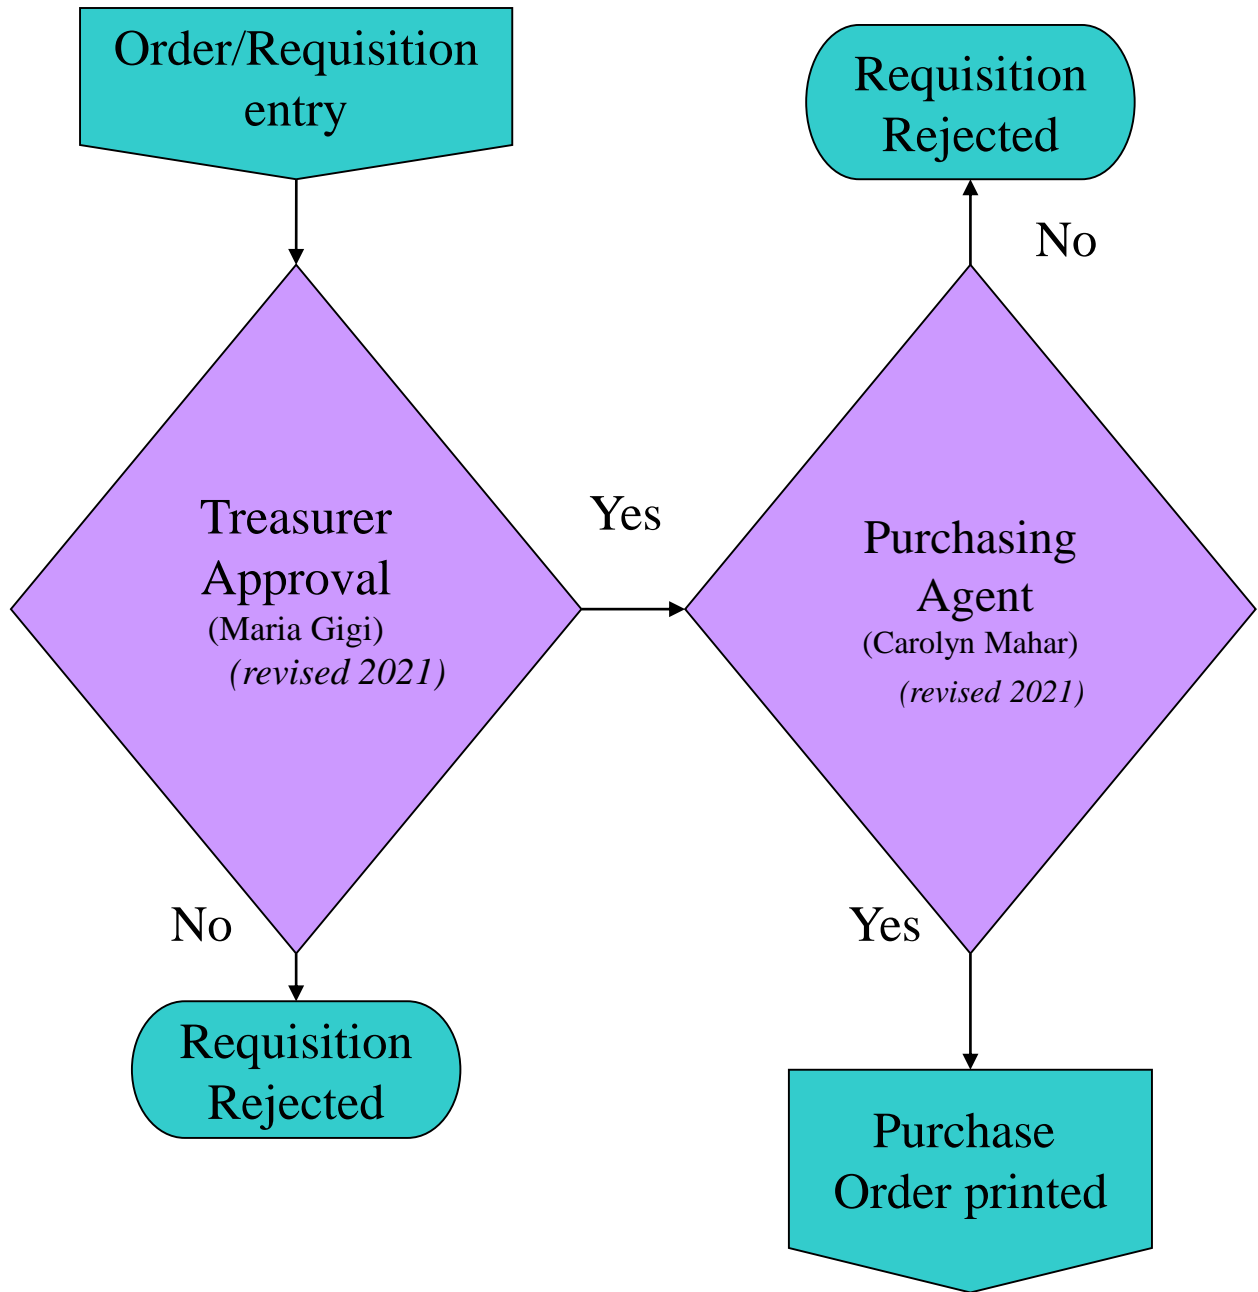 Order/Requisition
entry
Treasurer
Approval
(Maria Gigi)
(revised 2021)
No
Requisition
Rejected
Yes
Requisition
Rejected
No
Purchasing
Agent
(Carolyn Mahar)
(revised 2021)
Yes
Purchase
Order printed